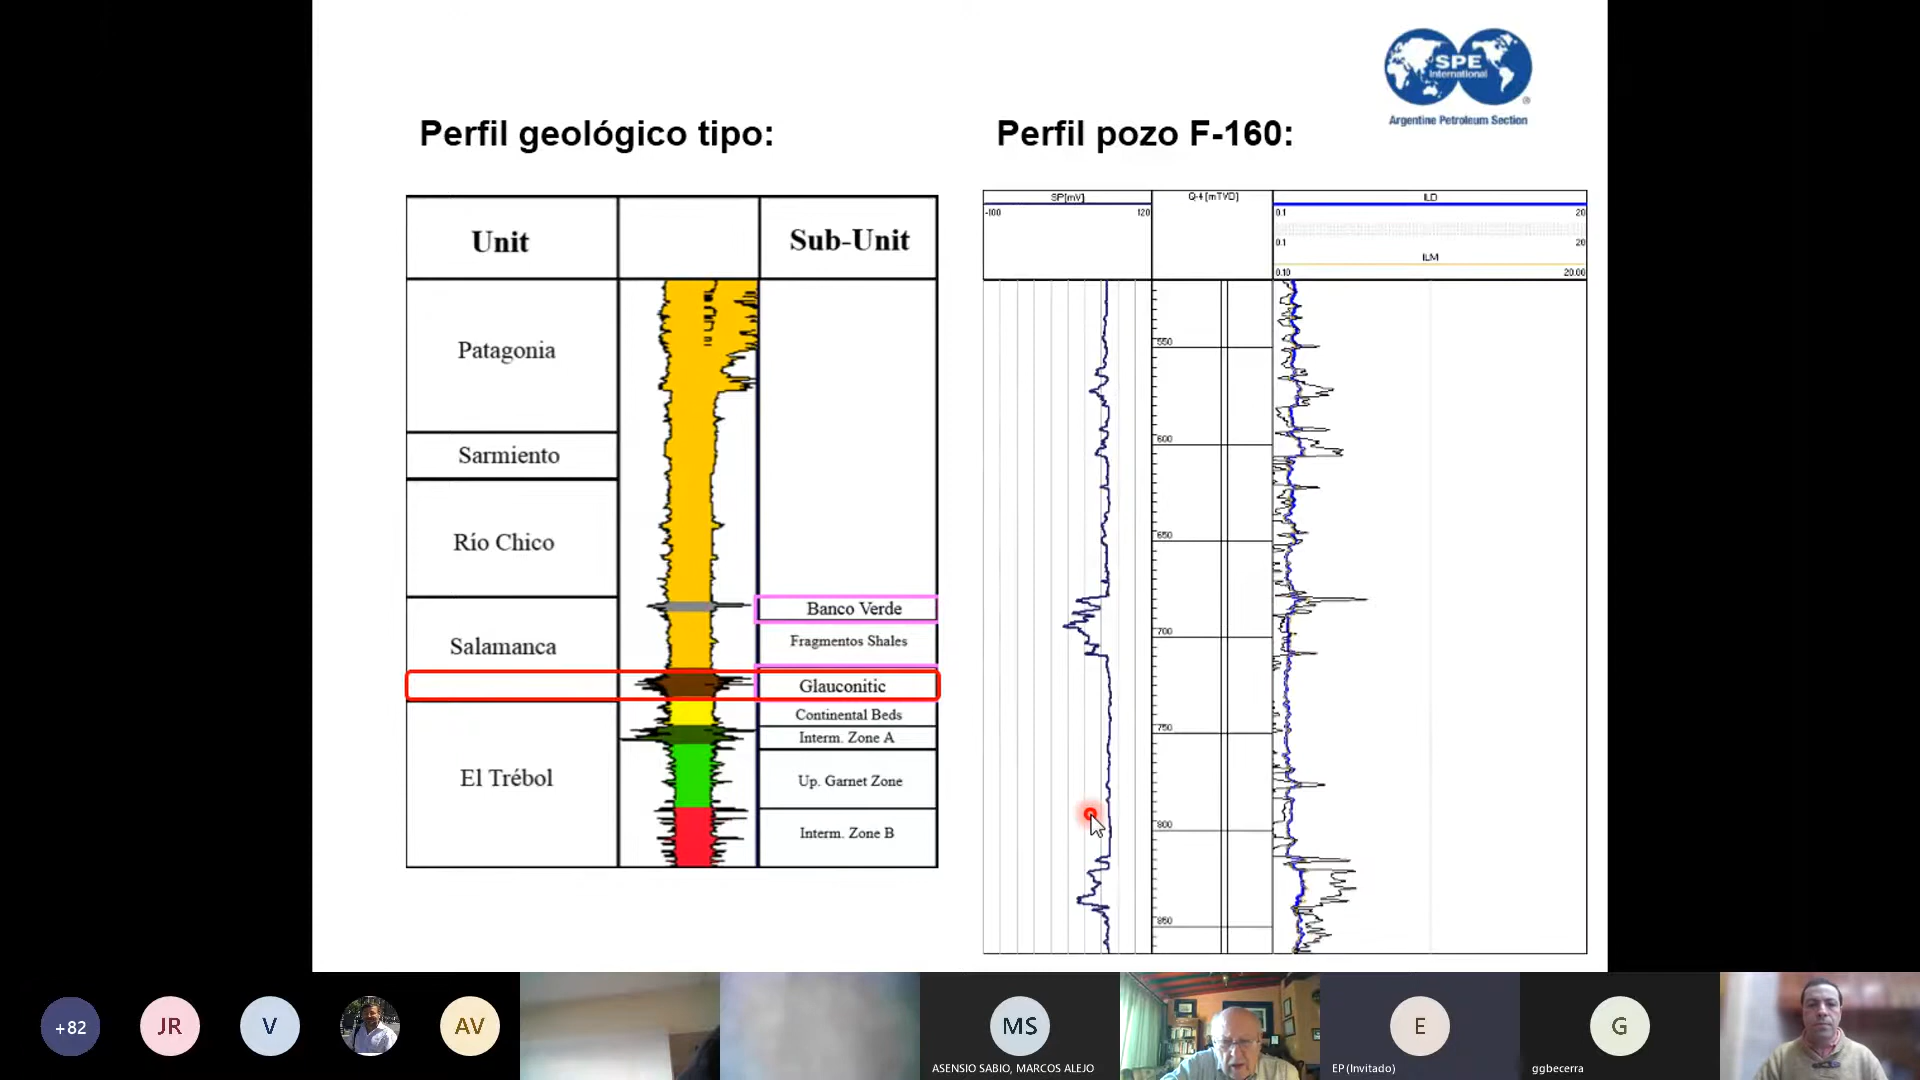 SPE
International
®
Argentine Petroleum Section
Perfil geológico tipo:
Perfil pozo F-160:
Unit
Sub-Unit
Patagonia
Sarmiento
Río Chico
Salamanca
El Trébol
Banco Verde
Fragmentos Shales
Glauconitic
Continental Beds
Interm. Zone A
Up. Garnet Zone
Interm. Zone B
SP[mV]
-100
120
Q-4 [mTVD]
ILD
0.1
20
0.1
20
ILM
0.10
20.00
550
600
650
700
750
800
850
+82
JR
V
AV
MS
ASENSIO SABIO, MARCOS ALEJO
E
EP (Invitado)
G
ggbecerra